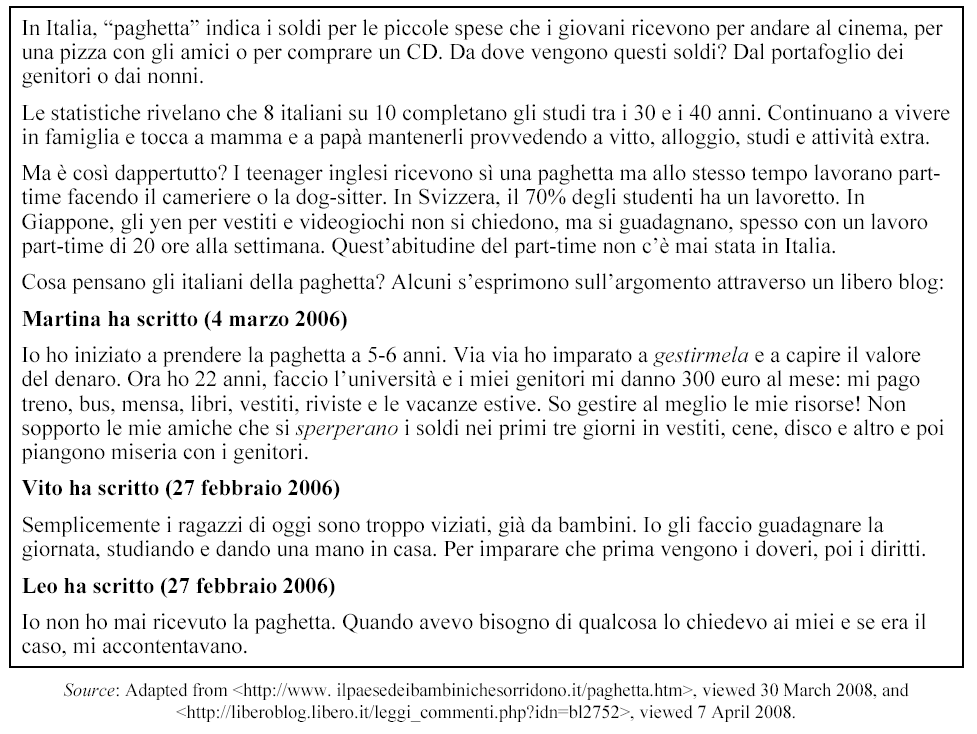 In Italia, “paghetta” indica i soldi per le piccole spese che i giovani ricevono per andare al cinema, per
una pizza con gli amici o per comprare un CD. Da dove vengono questi soldi? Dal portafoglio dei
genitori o dai nonni.
Le statistiche rivelano che 8 italiani su 10 completano gli studi tra i 30 e i 40 anni. Continuano a vivere
in famiglia e tocca a mamma e a papà mantenerli provvedendo a vitto, alloggio, studi e attività extra.
Ma è così dappertutto? I teenager inglesi ricevono sì una paghetta ma allo stesso tempo lavorano part-
time facendo il cameriere o la dog-sitter. In Svizzera, il 70% degli studenti ha un lavoretto. In
Giappone, gli yen per vestiti e videogiochi non si chiedono, ma si guadagnano, spesso con un lavoro
part-time di 20 ore alla settimana. Quest’abitudine del part-time non c’è mai stata in Italia.
Cosa pensano gli italiani della paghetta? Alcuni s’esprimono sull’argomento attraverso un libero blog:
Martina ha scritto (4 marzo 2006)
Io ho iniziato a prendere la paghetta a 5-6 anni. Via via ho imparato a gestirmela e a capire il valore
del denaro. Ora ho 22 anni, faccio l’università e i miei genitori mi danno 300 euro al mese: mi pago
treno, bus, mensa, libri, vestiti, riviste e le vacanze estive. So gestire al meglio le mie risorse! Non
sopporto le mie amiche che si sperperano i soldi nei primi tre giorni in vestiti, cene, disco e altro e poi
piangono miseria con i genitori.
Vito ha scritto (27 febbraio 2006)
Semplicemente i ragazzi di oggi sono troppo viziati, già da bambini. Io gli faccio guadagnare la
giornata, studiando e dando una mano in casa. Per imparare che prima vengono i doveri, poi i diritti.
Leo ha scritto (27 febbraio 2006)
Io non ho mai ricevuto la paghetta. Quando avevo bisogno di qualcosa lo chiedevo ai miei e se era il
caso, mi accontentavano.
Source: Adapted from <http://www. ilpaesedeibambinichesorridono.it/paghetta.htm>, viewed 30 March 2008, and
<http://liberoblog.libero.it/leggi_commenti.php?idn=bl2752>, viewed 7 April 2008.